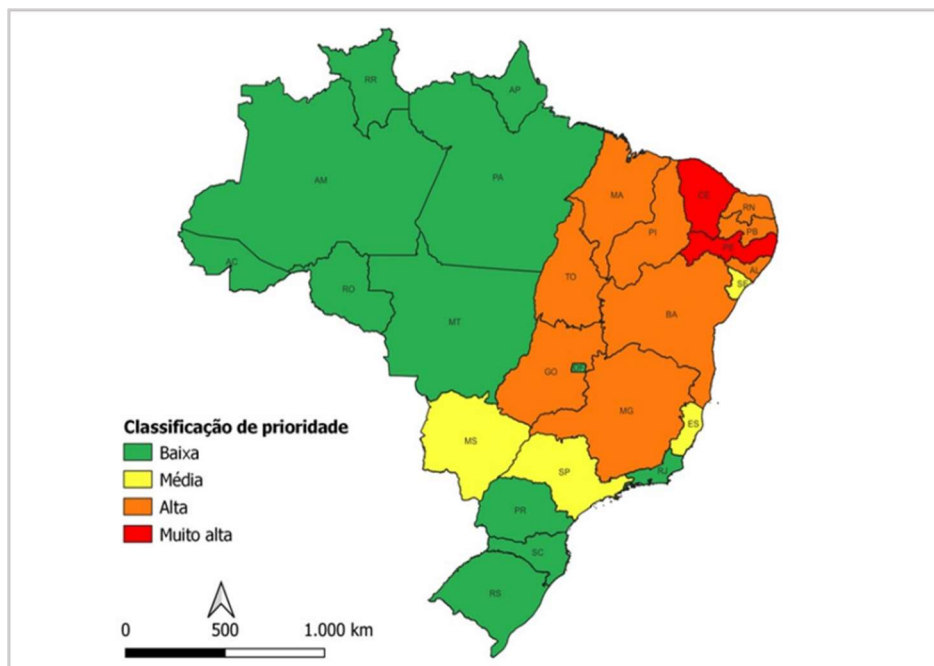 RR
AP
AM
PA
MA
CE
RN
PB
PI
PE
AL
SE
AC
TO
RO
BA
MT
GO
DF
MG
MS
ES
SP
RJ
PR
SC
RS
Classificação de prioridade
Baixa
Média
Alta
Muito alta
0 500 1.000 km